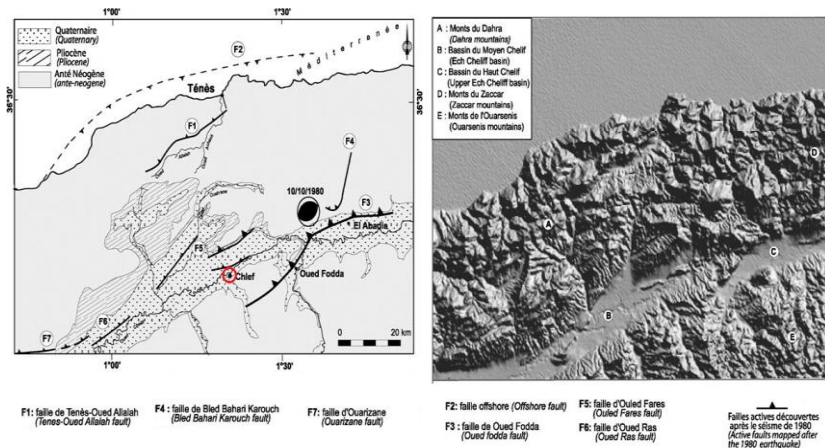 1°00'
1°30'
Quaternaire
(Quaternary)
Pliocène
(Pliocene)
Anté Néogène
(ante-neogene)
F2
Méditerranée
36°30'
Ténès
36°30'
F1
F4
10/10/1980
F3
El Abadia
F5
Chlef
Oued Fodda
F6
F7
0 20 km
1°00'
1°30'
A : Monts du Dahra
(Dahra mountains)
B : Bassin du Moyen Chelif
(Ech Cheliff basin)
C : Bassin du Haut Chelif
(Upper Ech Cheliff basin)
D : Monts du Zaccar
(Zaccar mountains)
E : Monts de l'Ouarsenis
(Ouarsenis mountains)
D
A
C
B
E
F1: faille de Tenès-Oued Allalah
(Tenes-Oued Allalah fault)
F4 : faille de Bled Bahari Karouch
(Bled Bahari Karouch fault)
F7: faille d'Ouarizane
(Ouarizane fault)
F2: faille offshore (Offshore fault)
F3 : faille de Oued Fodda
(Oued fodda fault)
F5: faille d'Ouled Fares
(Ouled Fares fault)
F6: faille d'Oued Ras
(Oued Ras fault)
Failles actives découvertes
après le séisme de 1980
(Active faults mapped after
the 1980 earthquake)